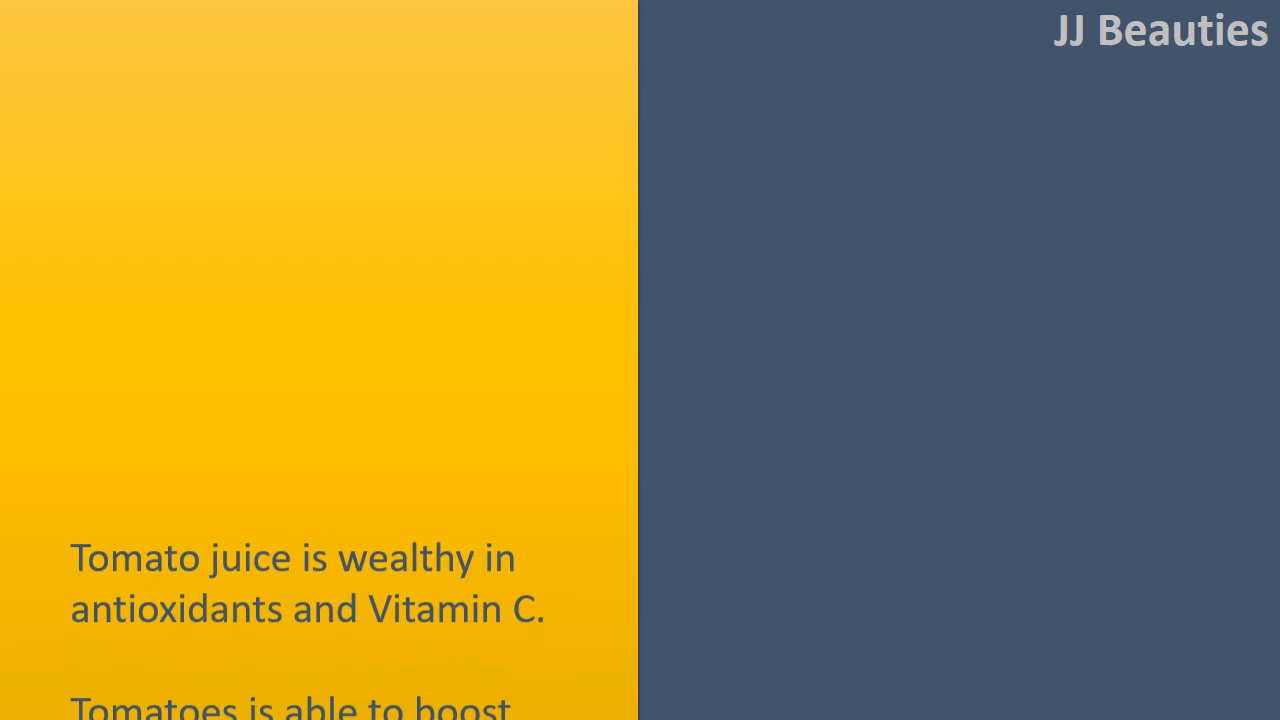 JJ Beauties
Tomato juice is wealthy in
antioxidants and Vitamin C.
Tomatoes is able to boost